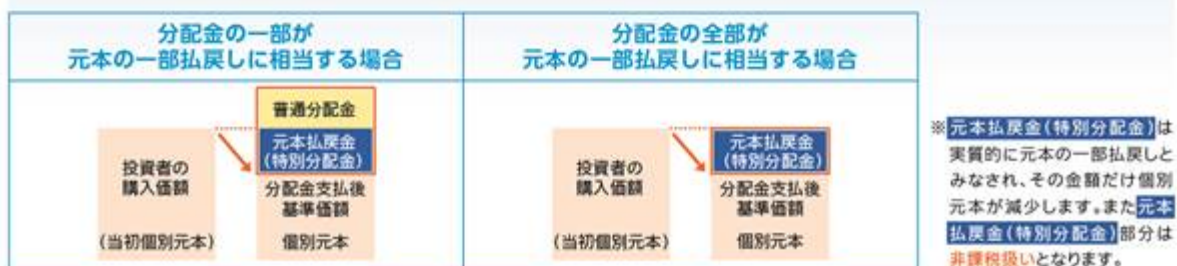 分配金の一部が
元本の一部払戻しに相当する場合
普通分配金
元本払戻金
(特別分配金)
投資者の
購入価額
(当初個別元本)
分配金支払後
基準価額
個別元本
分配金の全部が
元本の一部払戻しに相当する場合
元本払戻金
(特別分配金)
投資者の
購入価額
(当初個別元本)
分配金支払後
基準価額
個別元本
※元本払戻金(特別分配金)は
実質的に元本の一部払戻しと
みなされ、その金額だけ個別
元本が減少します。また元本
払戻金(特別分配金)部分は
非課税扱いとなります。